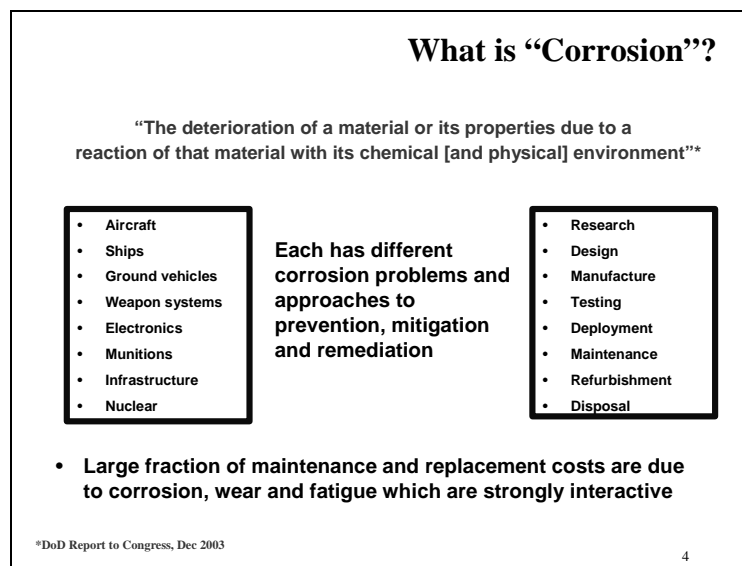 What is “Corrosion”?
“The deterioration of a material or its properties due to a
reaction of that material with its chemical [and physical] environment”*
• Aircraft
• Ships
• Ground vehicles
• Weapon systems
• Electronics
• Munitions
• Infrastructure
• Nuclear
Each has different
corrosion problems and
approaches to
prevention, mitigation
and remediation
• Research
• Design
• Manufacture
• Testing
• Deployment
• Maintenance
• Refurbishment
• Disposal
• Large fraction of maintenance and replacement costs are due
to corrosion, wear and fatigue which are strongly interactive
*DoD Report to Congress, Dec 2003
4